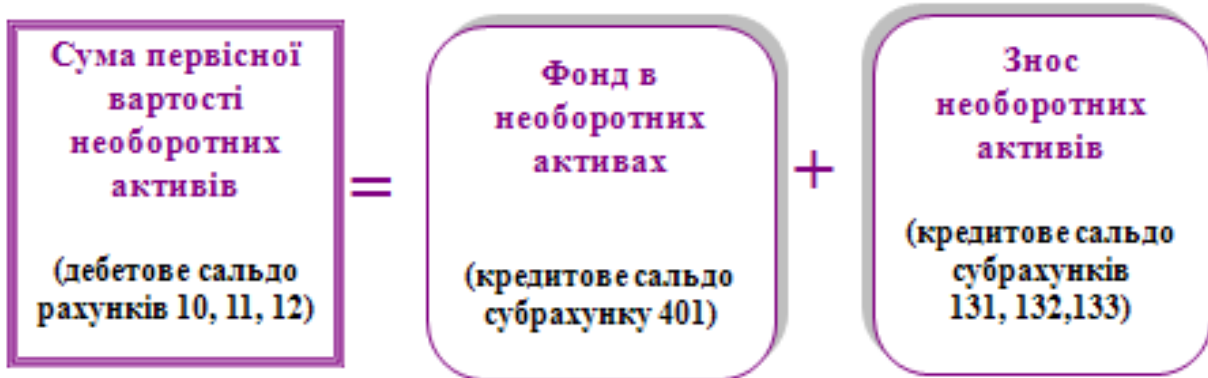 Сума первісної
вартості
необоротних
активів
(дебетове сальдо
рахунків 10, 11, 12)
=
Фонд в
необоротних
активах
(кредитове сальдо
субрахунку 401)
+
Знос
необоротних
активів
(кредитове сальдо
субрахунків
131, 132,133)